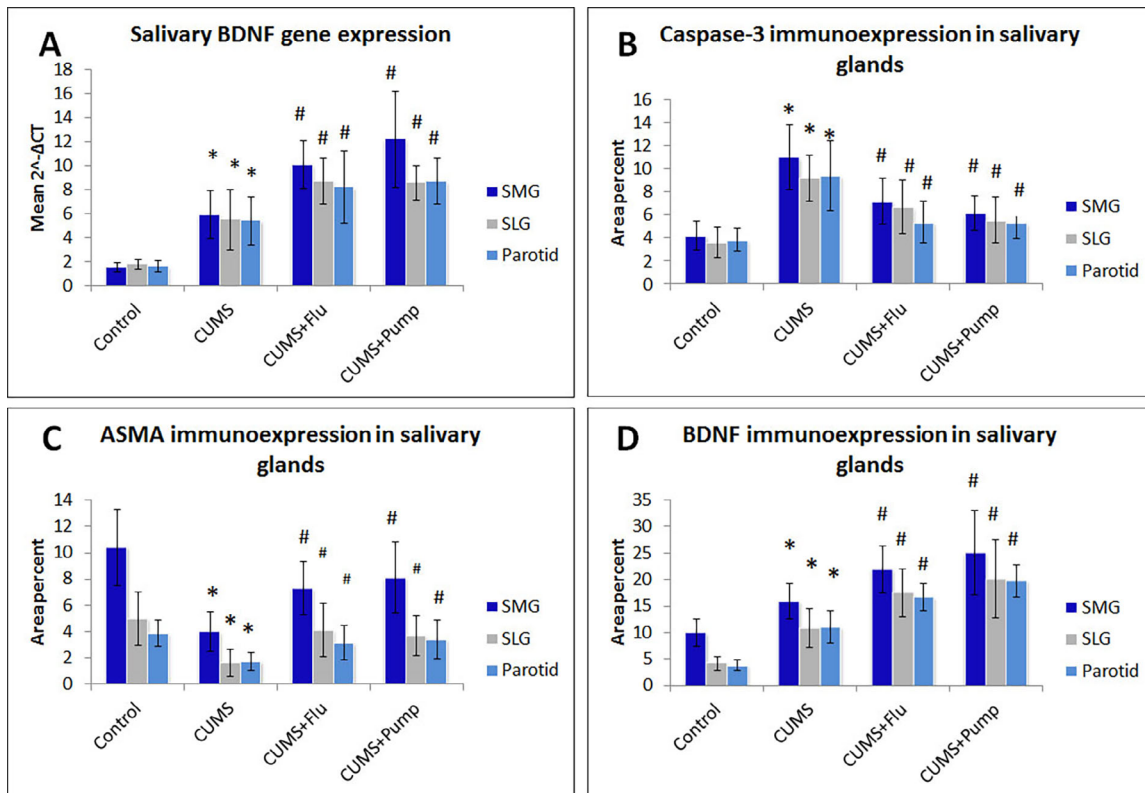 A
Salivary BDNF gene expression
Mean 2^-ΔCT
18
16
14
12
10
8
6
4
2
0
# # #
# # #
* * *
Control
CUMS
CUMS+Flu
CUMS+Pump
SMG
SLG
Parotid
B
Caspase-3 immunoexpression in salivary
glands
Areapercent
16
14
12
10
8
6
4
2
0
* * *
# # #
# # #
Control
CUMS
CUMS+Flu
CUMS+Pump
SMG
SLG
Parotid
C
ASMA immunoexpression in salivary
glands
Areapercent
14
12
10
8
6
4
2
0
* * *
# # #
# # #
Control
CUMS
CUMS+Flu
CUMS+Pump
SMG
SLG
Parotid
D
BDNF immunoexpression in salivary
glands
Areapercent
35
30
25
20
15
10
5
0
* * *
# # #
# # #
Control
CUMS
CUMS+Flu
CUMS+Pump
SMG
SLG
Parotid